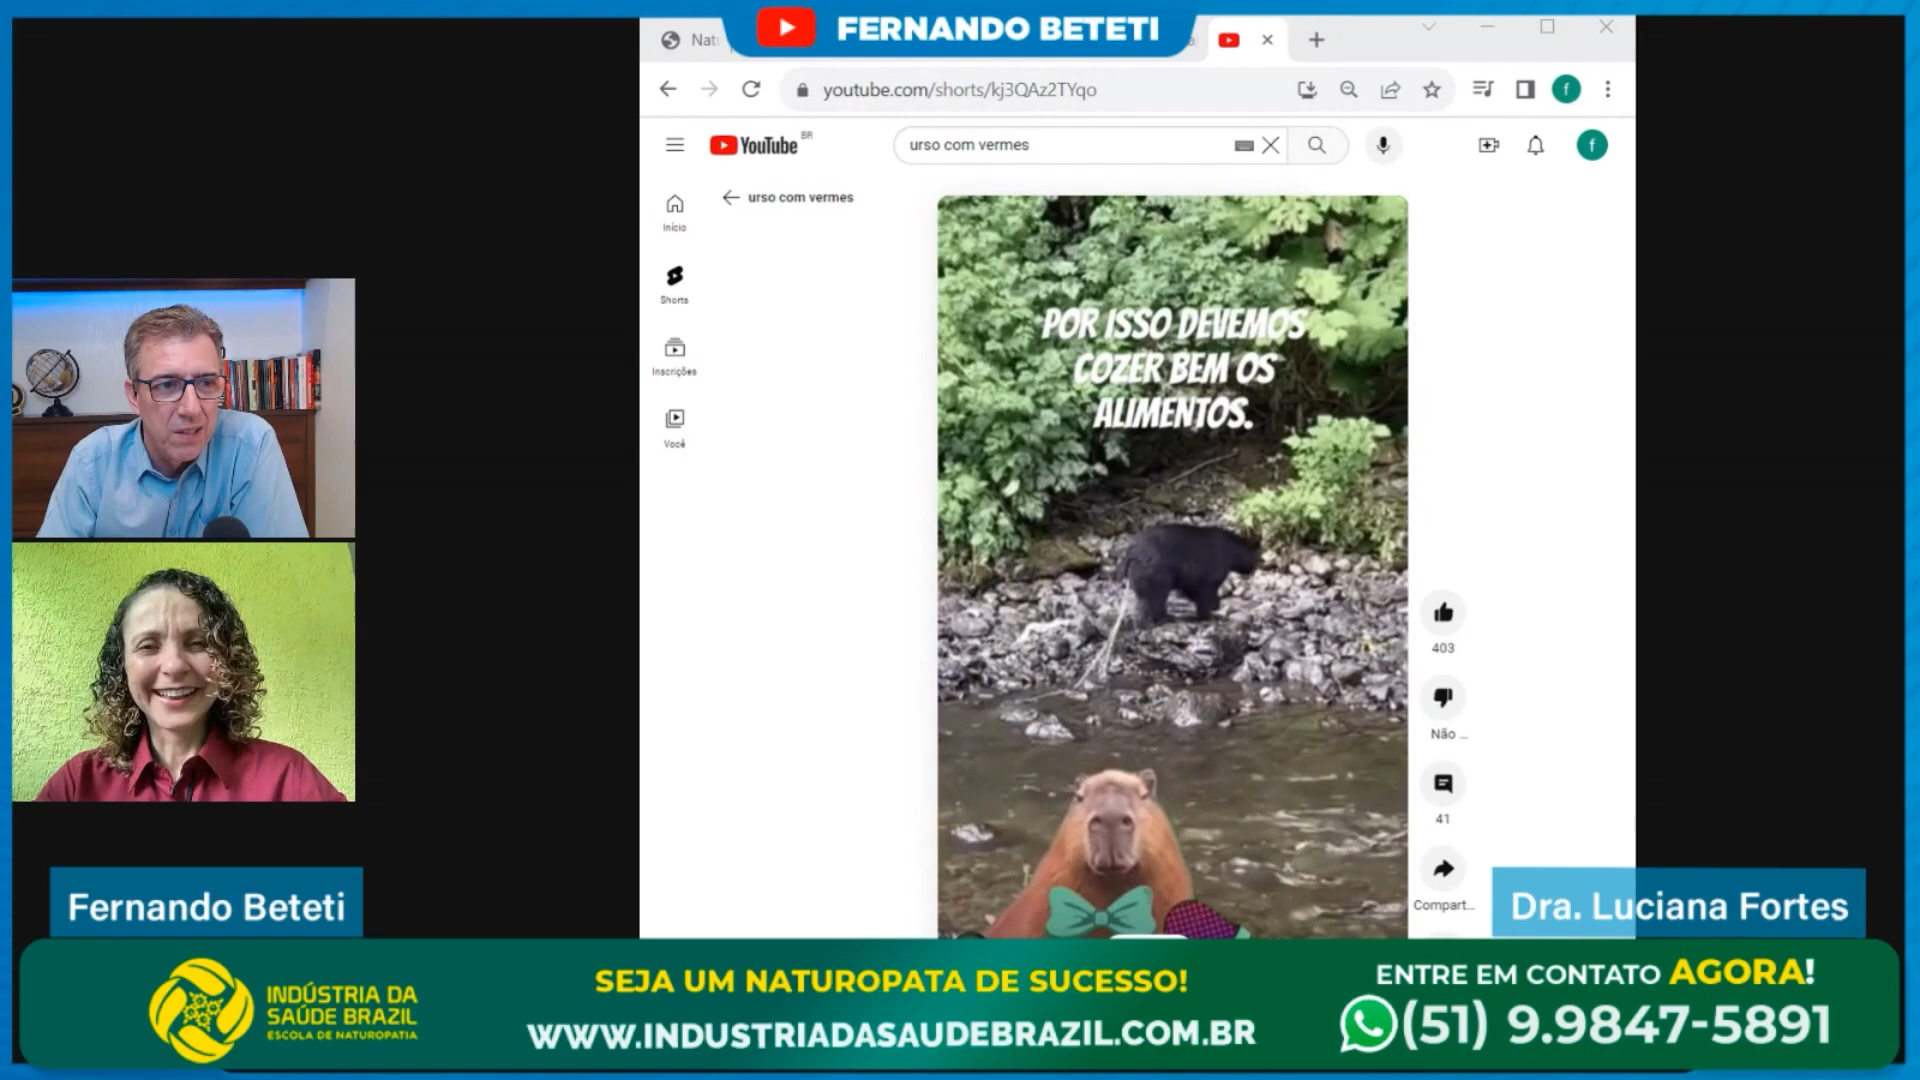 FERNANDO BETETI
Nat
youtube.com/shorts/kj3QAz2TYqo
f
YouTube BR
urso com vermes
f
urso com vermes
Início
Shorts
Inscrições
Você
POR ISSO DEVEMOS
COZER BEM OS
ALIMENTOS.
403
Não ...
41
Compart...
Fernando Beteti
Dra. Luciana Fortes
INDÚSTRIA DA
SAÚDE BRAZIL
ESCOLA DE NATUROPATIA
SEJA UM NATUROPATA DE SUCESSO!
WWW.INDUSTRIADASAUDEBRAZIL.COM.BR
ENTRE EM CONTATO AGORA!
(51) 9.9847-5891